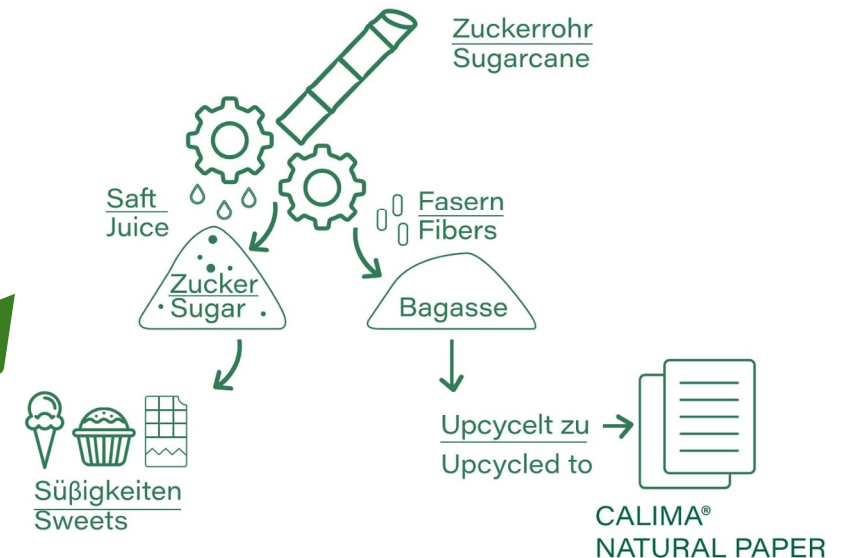 Zuckerrohr
Sugarcane
Saft
Juice
Fasern
Fibers
Zucker
Sugar
Bagasse
Upcycelt zu
Upcycled to
Süßigkeiten
Sweets
CALIMA®
NATURAL PAPER